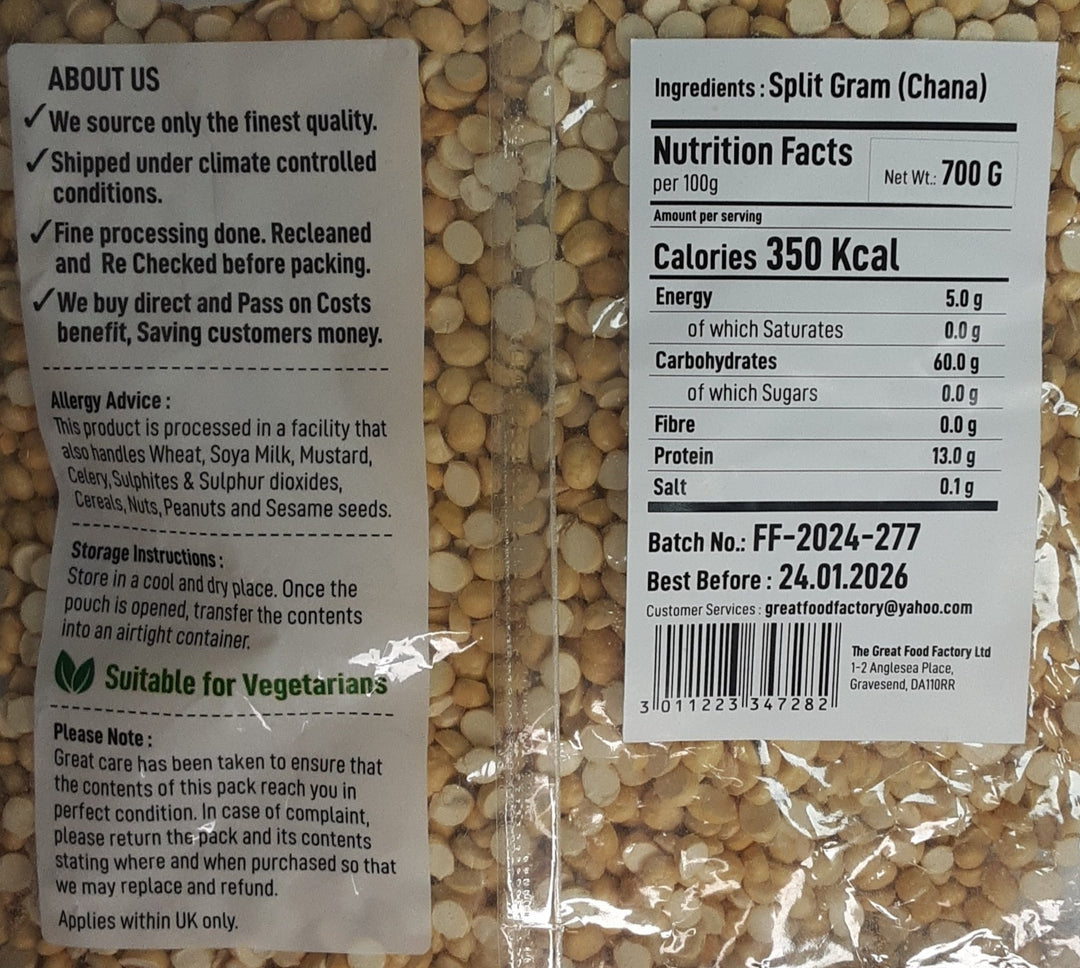 ABOUT US
✓ We source only the finest quality.
✓ Shipped under climate controlled
conditions.
✓ Fine processing done. Recleaned
and Re Checked before packing.
✓ We buy direct and Pass on Costs
benefit, Saving customers money.
Allergy Advice :
This product is processed in a facility that
also handles Wheat, Soya Milk, Mustard,
Celery, Sulphites & Sulphur dioxides,
Cereals, Nuts, Peanuts and Sesame seeds.
Storage Instructions :
Store in a cool and dry place. Once the
pouch is opened, transfer the contents
into an airtight container.
Suitable for Vegetarians
Please Note :
Great care has been taken to ensure that
the contents of this pack reach you in
perfect condition. In case of complaint,
please return the pack and its contents
stating where and when purchased so that
we may replace and refund.
Applies within UK only.
Ingredients : Split Gram (Chana)
Nutrition Facts
per 100g
Net Wt.: 700 G
Amount per serving
Calories 350 Kcal
Energy 5.0 g
of which Saturates 0.0 g
Carbohydrates 60.0 g
of which Sugars 0.0 g
Fibre 0.0 g
Protein 13.0 g
Salt 0.1 g
Batch No.: FF-2024-277
Best Before : 24.01.2026
Customer Services : greatfoodfactory@yahoo.com
The Great Food Factory Ltd
1-2 Anglesea Place,
Gravesend, DA110RR
3 011223 347282